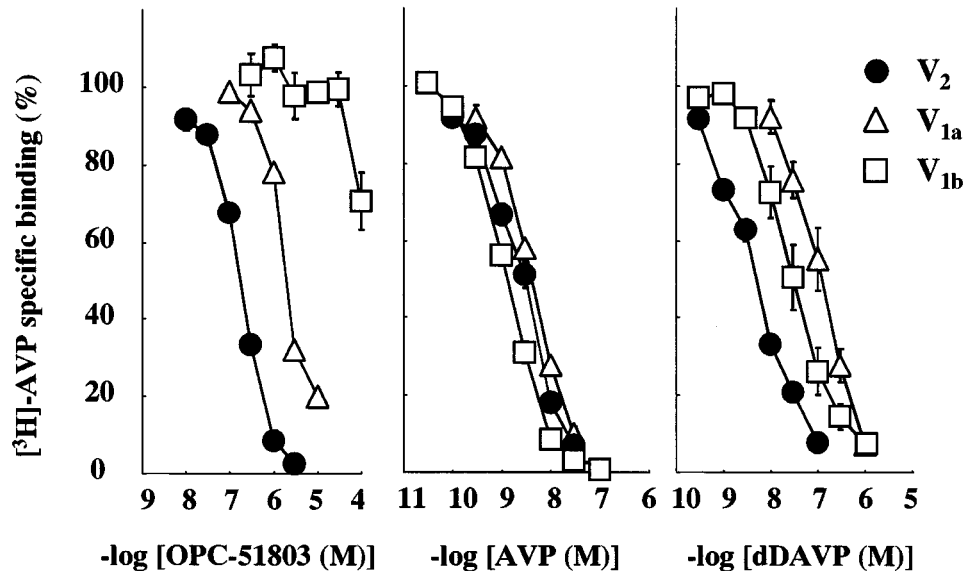 [³H]-AVP specific binding (%)
100
80
60
40
20
0
9 8 7 6 5 4
11 10 9 8 7 6
10 9 8 7 6 5
-log [OPC-51803 (M)]
-log [AVP (M)]
-log [dDAVP (M)]
V₂
V₁ₐ
V₁b